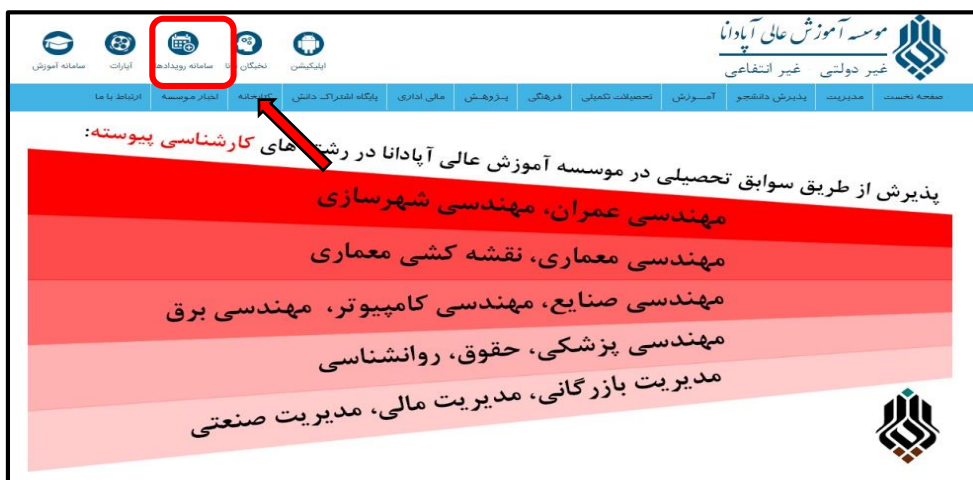 موسسه آموزش عالی آپادانا
غیر دولتی غیر انتفاعی
اپلیکیشن
نخبگان
سامانه رویدادها
آپارات
سامانه آموزش
صفحه نخست مدیریت پذیرش دانشجو آمـــوزش تحصیلات تکمیلی فرهنگی پــژوهــش مالی اداری پایگاه اشتراک دانش کتابخانه اخبار موسسه ارتباط با ما
پذیرش از طریق سوابق تحصیلی در موسسه آموزش عالی آپادانا در رشته های کارشناسی پیوسته:
مهندسی عمران، مهندسی شهرسازی
مهندسی معماری، نقشه کشی معماری
مهندسی صنایع، مهندسی کامپیوتر، مهندسی برق
مهندسی پزشکی، حقوق، روانشناسی
مدیریت بازرگانی، مدیریت مالی، مدیریت صنعتی